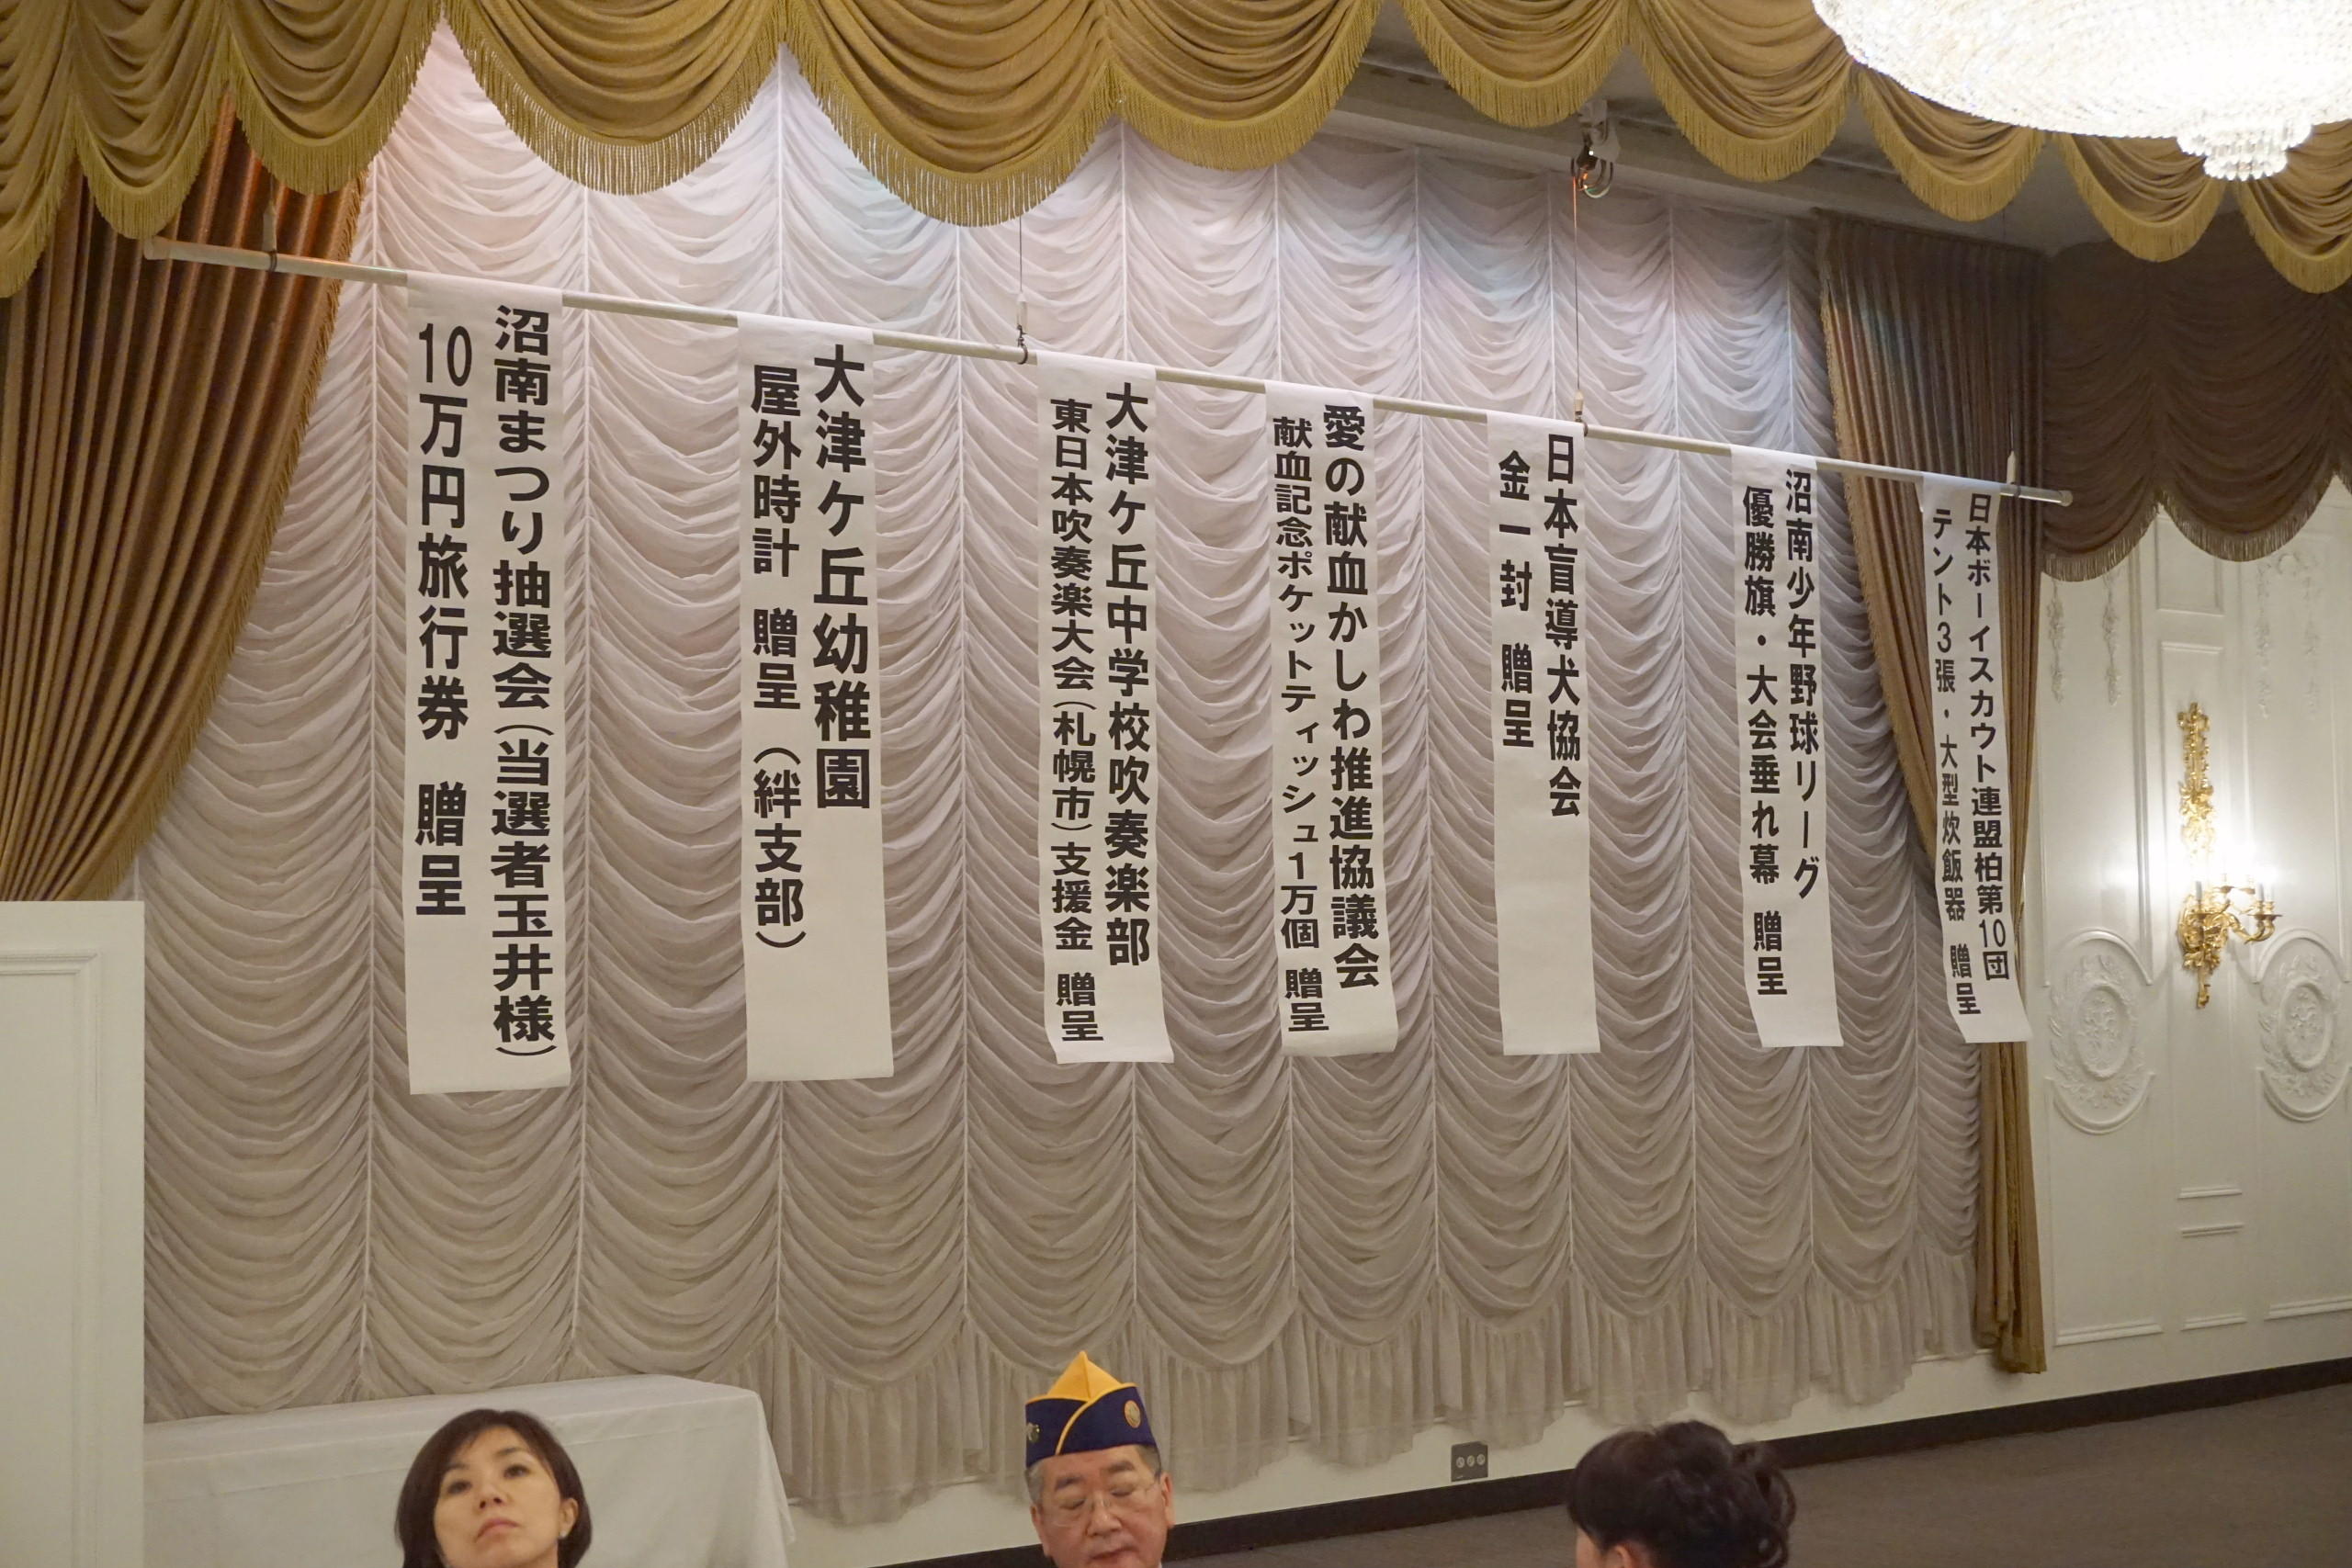 日本ボーイスカウト連盟柏第10団
テント3張・大型炊飯器 贈呈
沼南少年野球リーグ
優勝旗・大会垂れ幕 贈呈
日本盲導犬協会
金一封 贈呈
愛の献血かしわ推進協議会
献血記念ポケットティッシュ1万個 贈呈
大津ケ丘中学校吹奏楽部
東日本吹奏楽大会(札幌市)支援金 贈呈
大津ケ丘幼稚園
屋外時計 贈呈 (絆支部)
沼南まつり抽選会(当選者玉井様)
10万円旅行券 贈呈